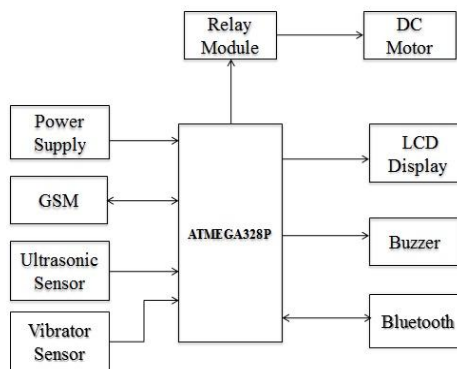 Relay
Module
DC
Motor
Power
Supply
GSM
Ultrasonic
Sensor
Vibrator
Sensor
ATMEGA328P
LCD
Display
Buzzer
Bluetooth